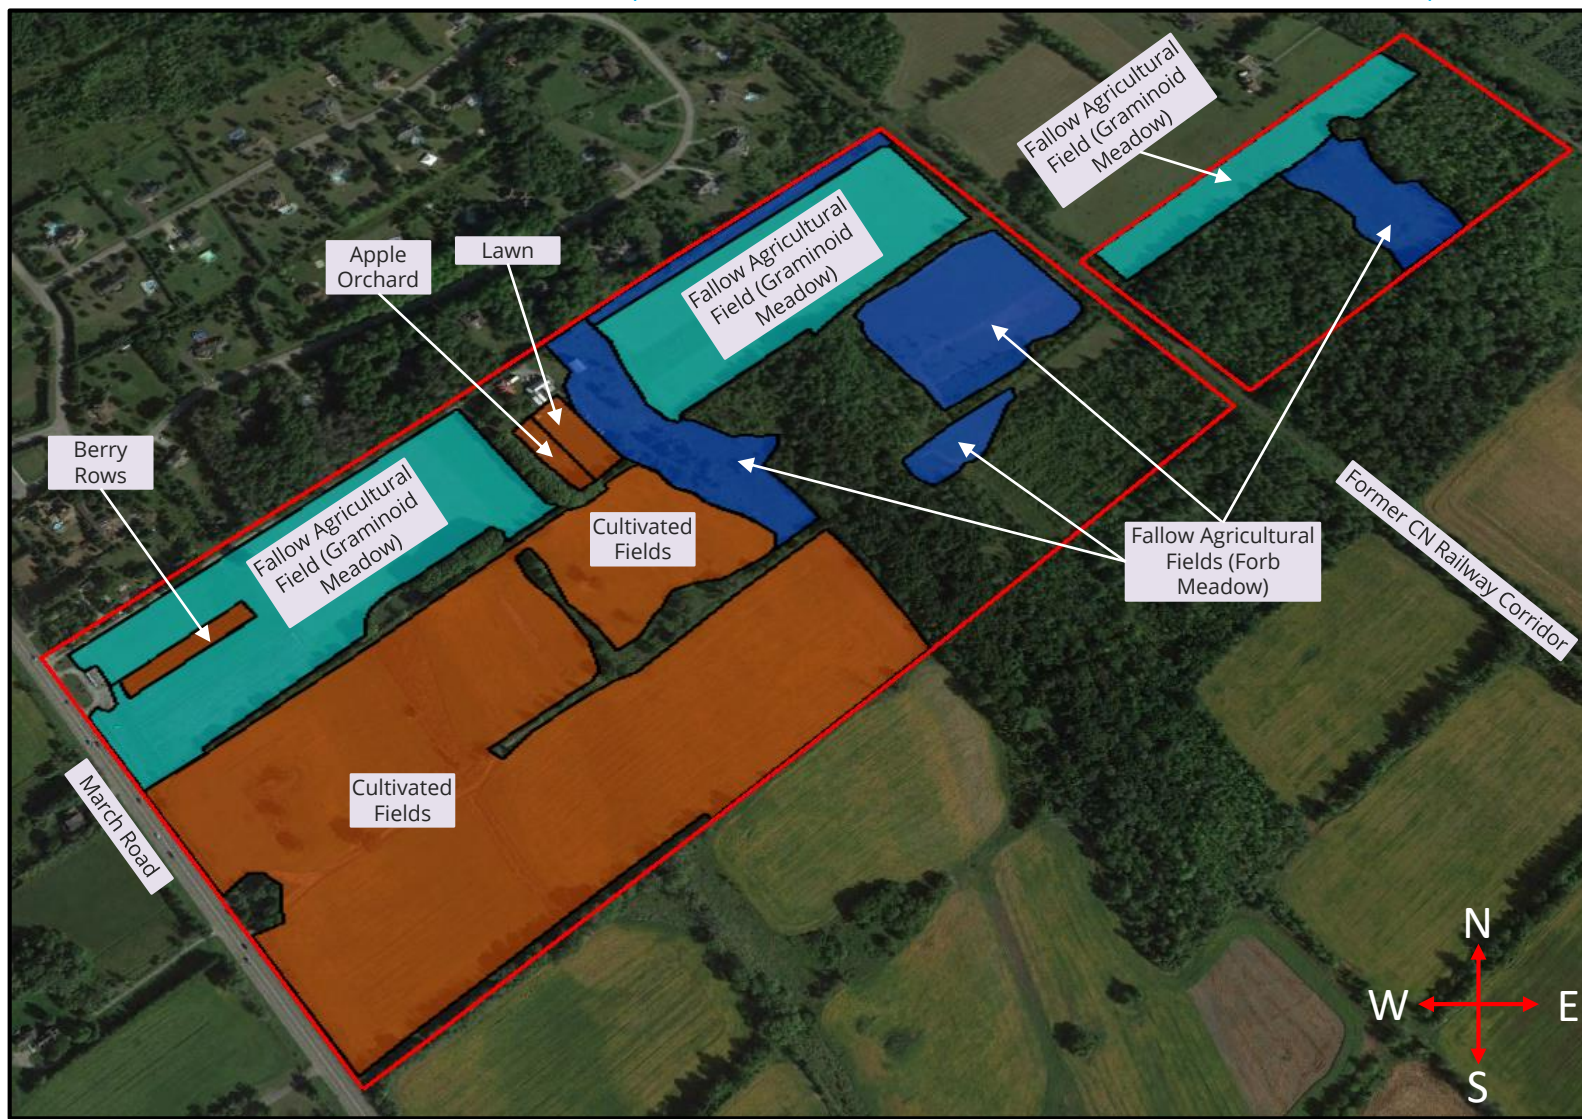 Fallow Agricultural
Field (Graminoid
Meadow)
Fallow Agricultural
Field (Graminoid
Meadow)
Lawn
Apple
Orchard
Berry
Rows
Fallow Agricultural
Field (Graminoid
Meadow)
Cultivated
Fields
Fallow Agricultural
Fields (Forb
Meadow)
Former CN Railway Corridor
March Road
Cultivated
Fields
N
W
E
S